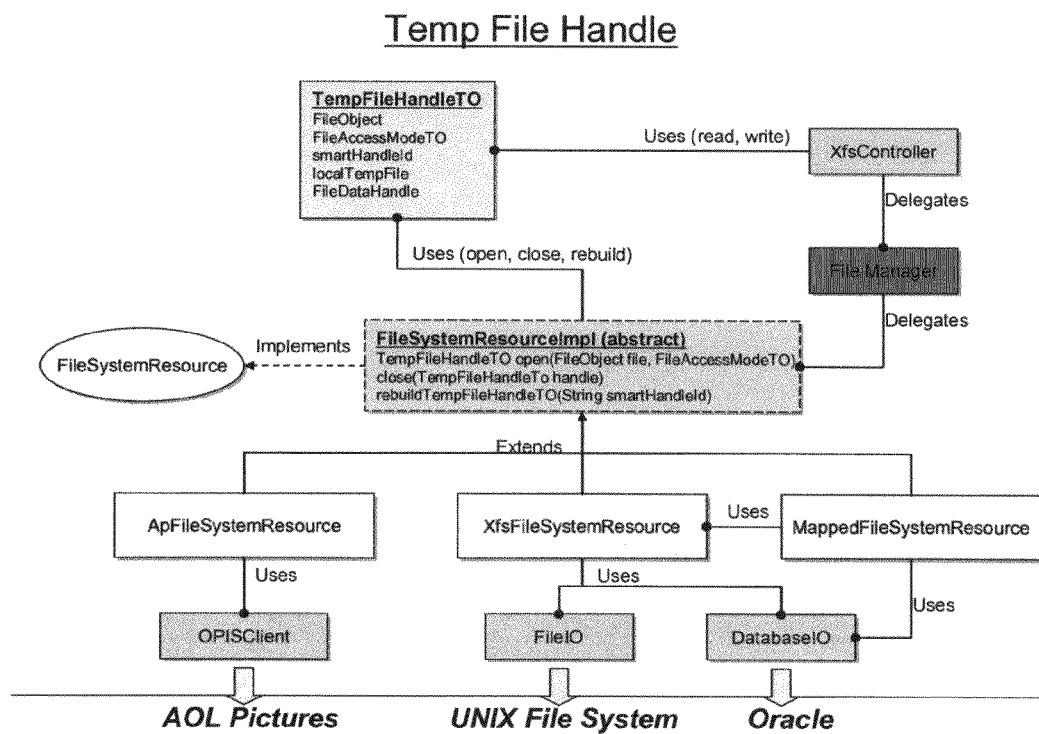 Temp File Handle
TempFileHandleTO
FileObject
FileAccessModeTO
smartHandleId
localTempFile
FileDataHandle
Uses (read, write)
XfsController
Delegates
File Manager
Uses (open, close, rebuild)
Delegates
FileSystemResourceImpl (abstract)
TempFileHandleTO open(FileObject file, FileAccessModeTO)
close(TempFileHandleTo handle)
rebuildTempFileHandleTO(String smartHandleId)
Implements
FileSystemResource
Extends
ApFileSystemResource
XfsFileSystemResource
Uses
MappedFileSystemResource
Uses
Uses
Uses
OPISClient
FileIO
DatabaseIO
AOL Pictures
UNIX File System
Oracle